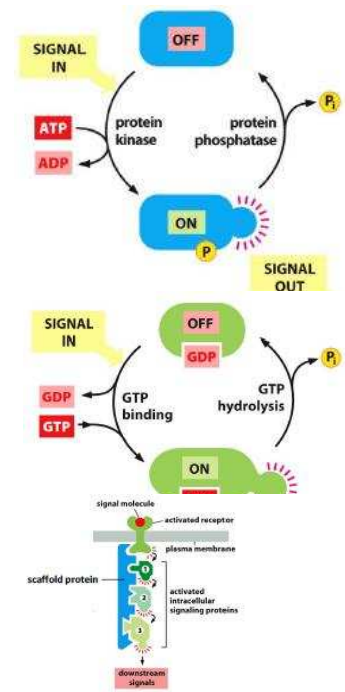 OFF
SIGNAL
IN
ATP
ADP
protein
kinase
protein
phosphatase
Pi
ON
P
SIGNAL
OUT
SIGNAL
IN
OFF
GDP
GDP
GTP
GTP
binding
GTP
hydrolysis
Pi
ON
signal molecule
activated receptor
plasma membrane
scaffold protein
1
2
3
activated
intracellular
signaling proteins
downstream
signals